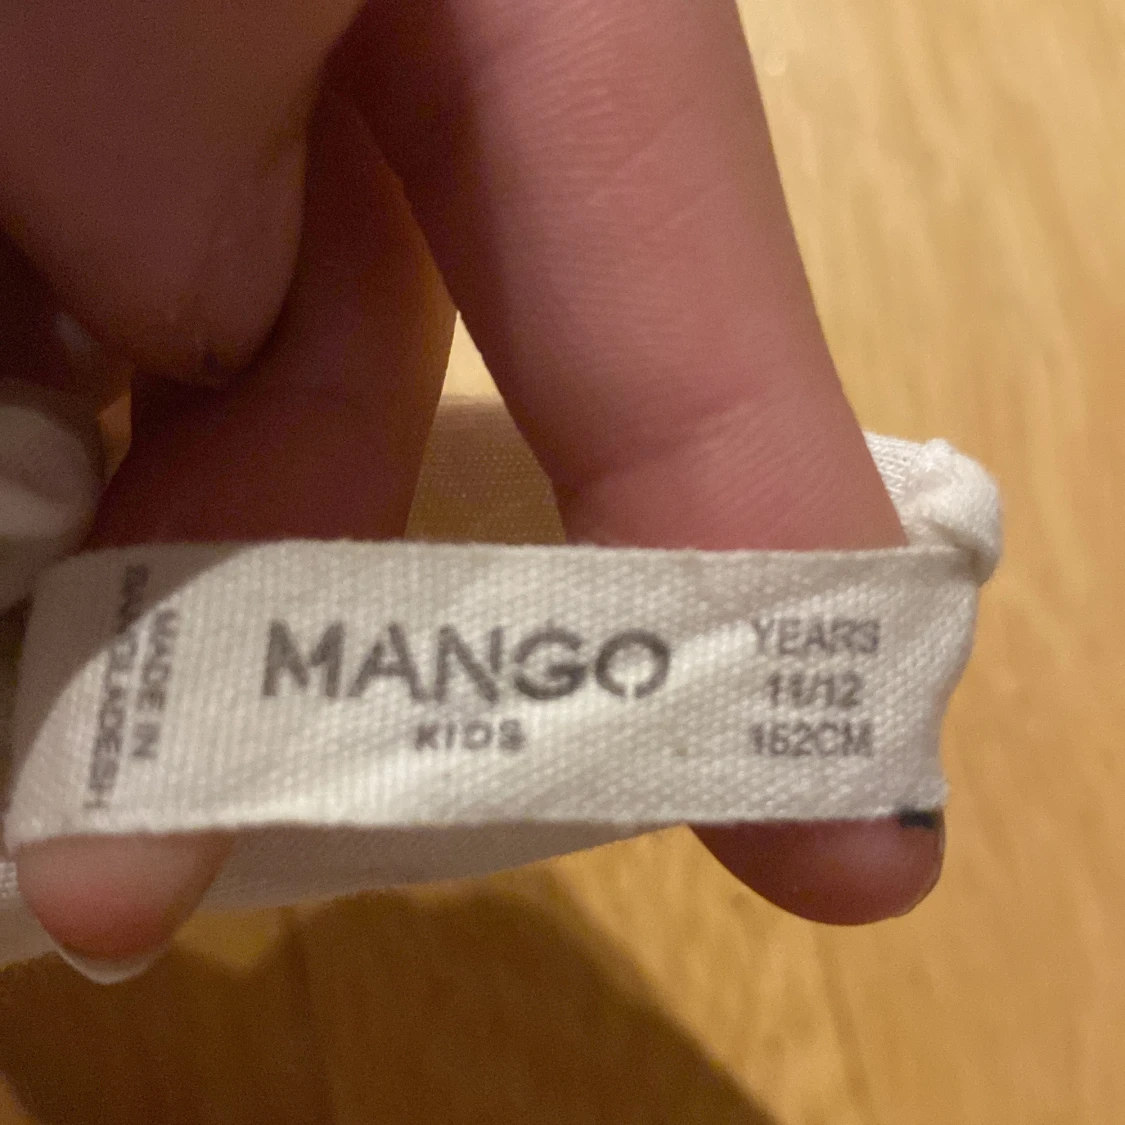 MADE IN
BANGLADESH
MANGO
KIDS
YEARS
11/12
152CM